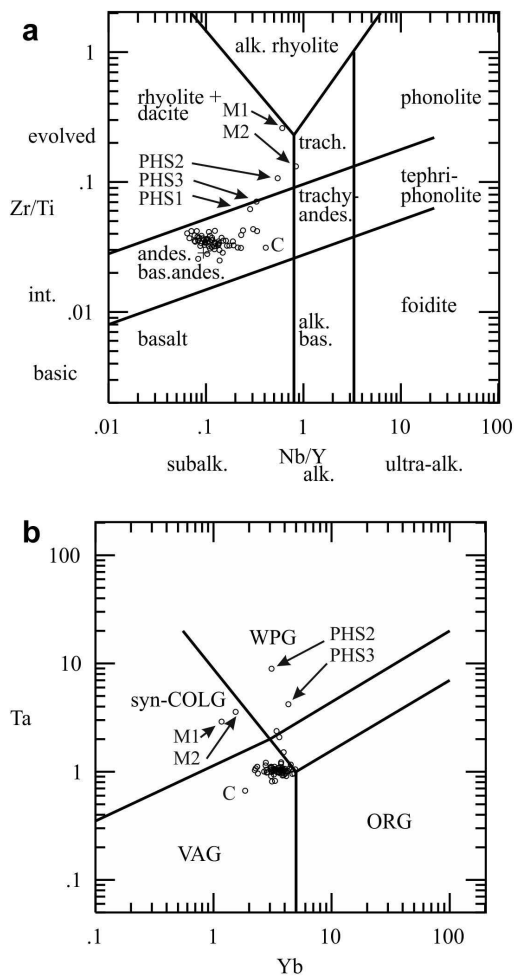 a
1
alk. rhyolite
rhyolite +
dacite
M1
phonolite
evolved
M2
trach.
PHS2
.1
PHS3
trachy-
andes.
tephri-
phonolite
Zr/Ti
PHS1
C
andes.
+
bas.andes.
int.
.01
foidite
basalt
alk.
bas.
basic
.01
.1
1
10
100
Nb/Y
subalk.
alk.
ultra-alk.
b
100
WPG
PHS2
PHS3
10
syn-COLG
Ta
M1
M2
1
C
VAG
ORG
.1
.1
1
10
100
Yb